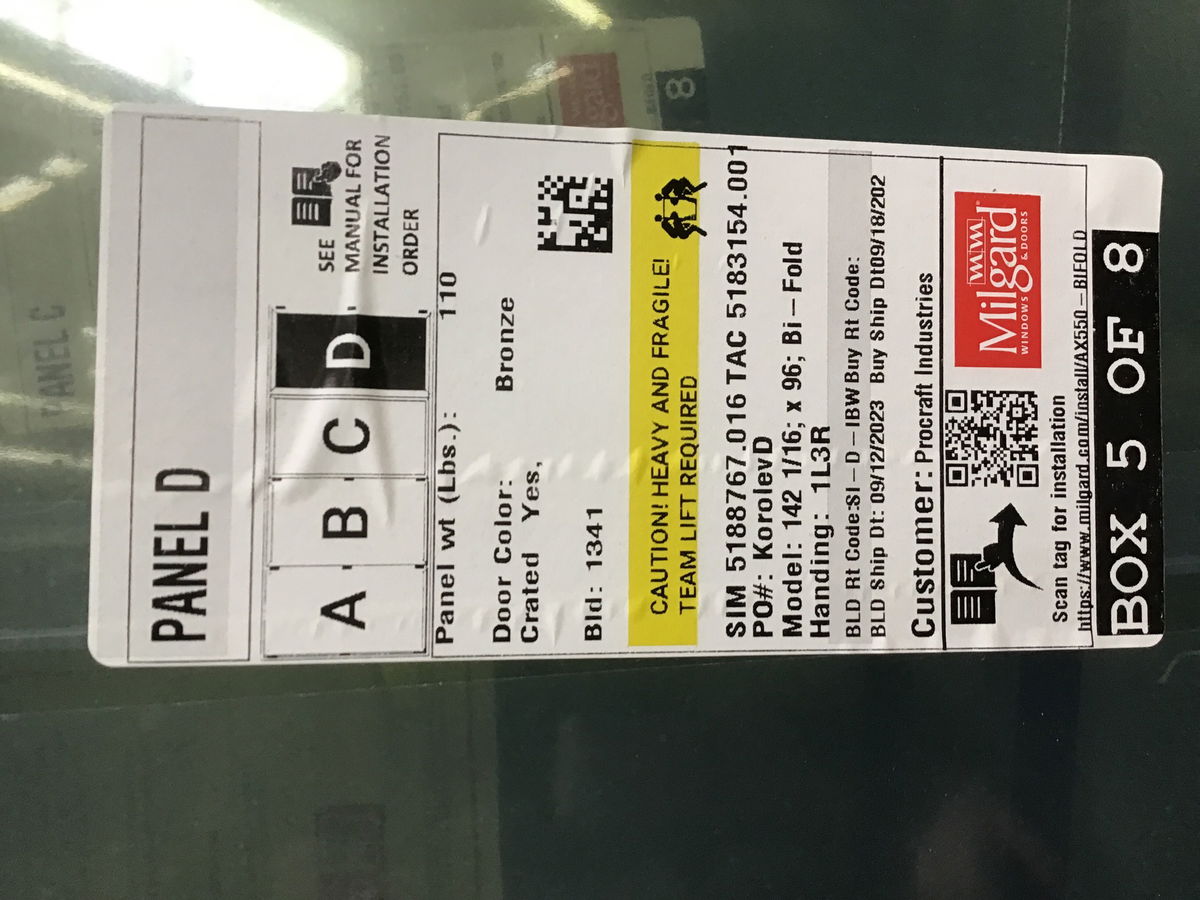 PANEL D
A B C D
SEE
MANUAL FOR
INSTALLATION
ORDER
Panel wt (Lbs.): 110
Door Color: Bronze
Crated Yes,
Bld: 1341
CAUTION! HEAVY AND FRAGILE!
TEAM LIFT REQUIRED
SIM 5188767.016 TAC 5183154.001
PO#: KorolevD
Model: 142 1/16; x 96; Bi-Fold
Handing: 1L3R
BLD Rt Code:SI-D-IBW Buy Rt Code:
BLD Ship Dt: 09/12/2023 Buy Ship Dt09/18/202
Customer: Procraft Industries
Milgard
WINDOWS & DOORS
Scan tag for installation
https://www.milgard.com/install/AX550-BIFOLD
BOX 5 OF 8
PANEL C
Milgard
8